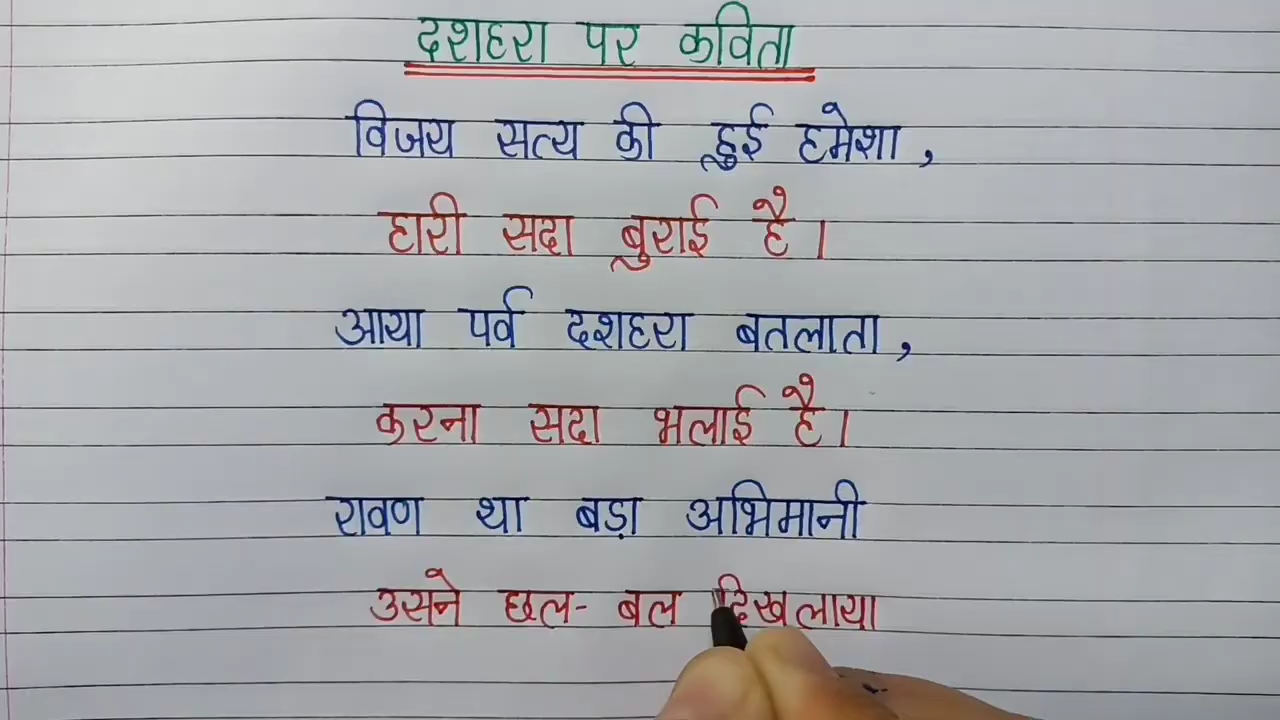 दशहरा पर कविता
विजय सत्य की हुई हमेशा,
हारी सदा बुराई है।
आया पर्व दशहरा बतलाता,
करना सदा भलाई है।
रावण था बड़ा अभिमानी
उसने छल-बल दिखलाया